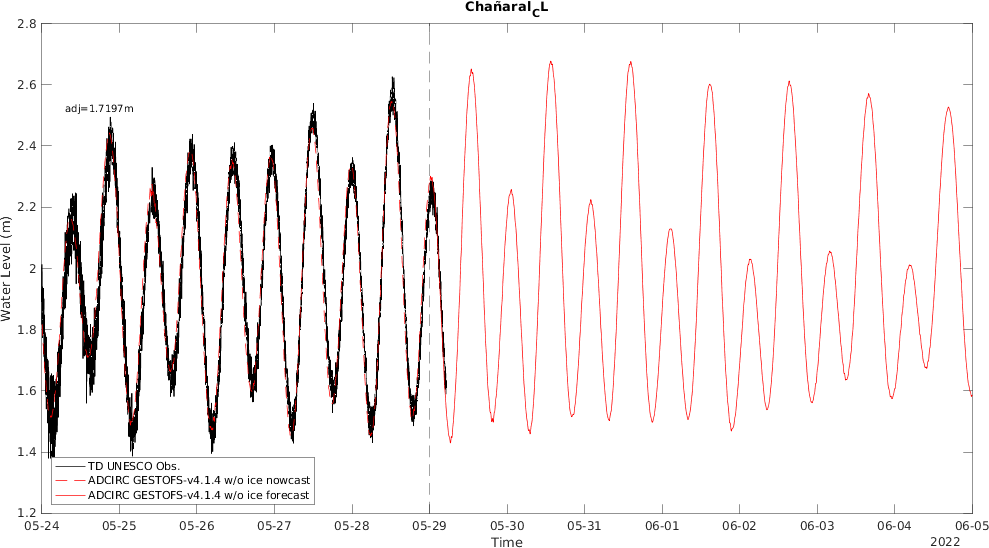 Chañaral_CL
2.8
2.6
2.4
2.2
2
1.8
1.6
1.4
1.2
Water Level (m)
adj=1.7197m
TD UNESCO Obs.
ADCIRC GESTOFS-v4.1.4 w/o ice nowcast
ADCIRC GESTOFS-v4.1.4 w/o ice forecast
05-24 05-25 05-26 05-27 05-28 05-29 05-30 05-31 06-01 06-02 06-03 06-04 06-05
Time
2022